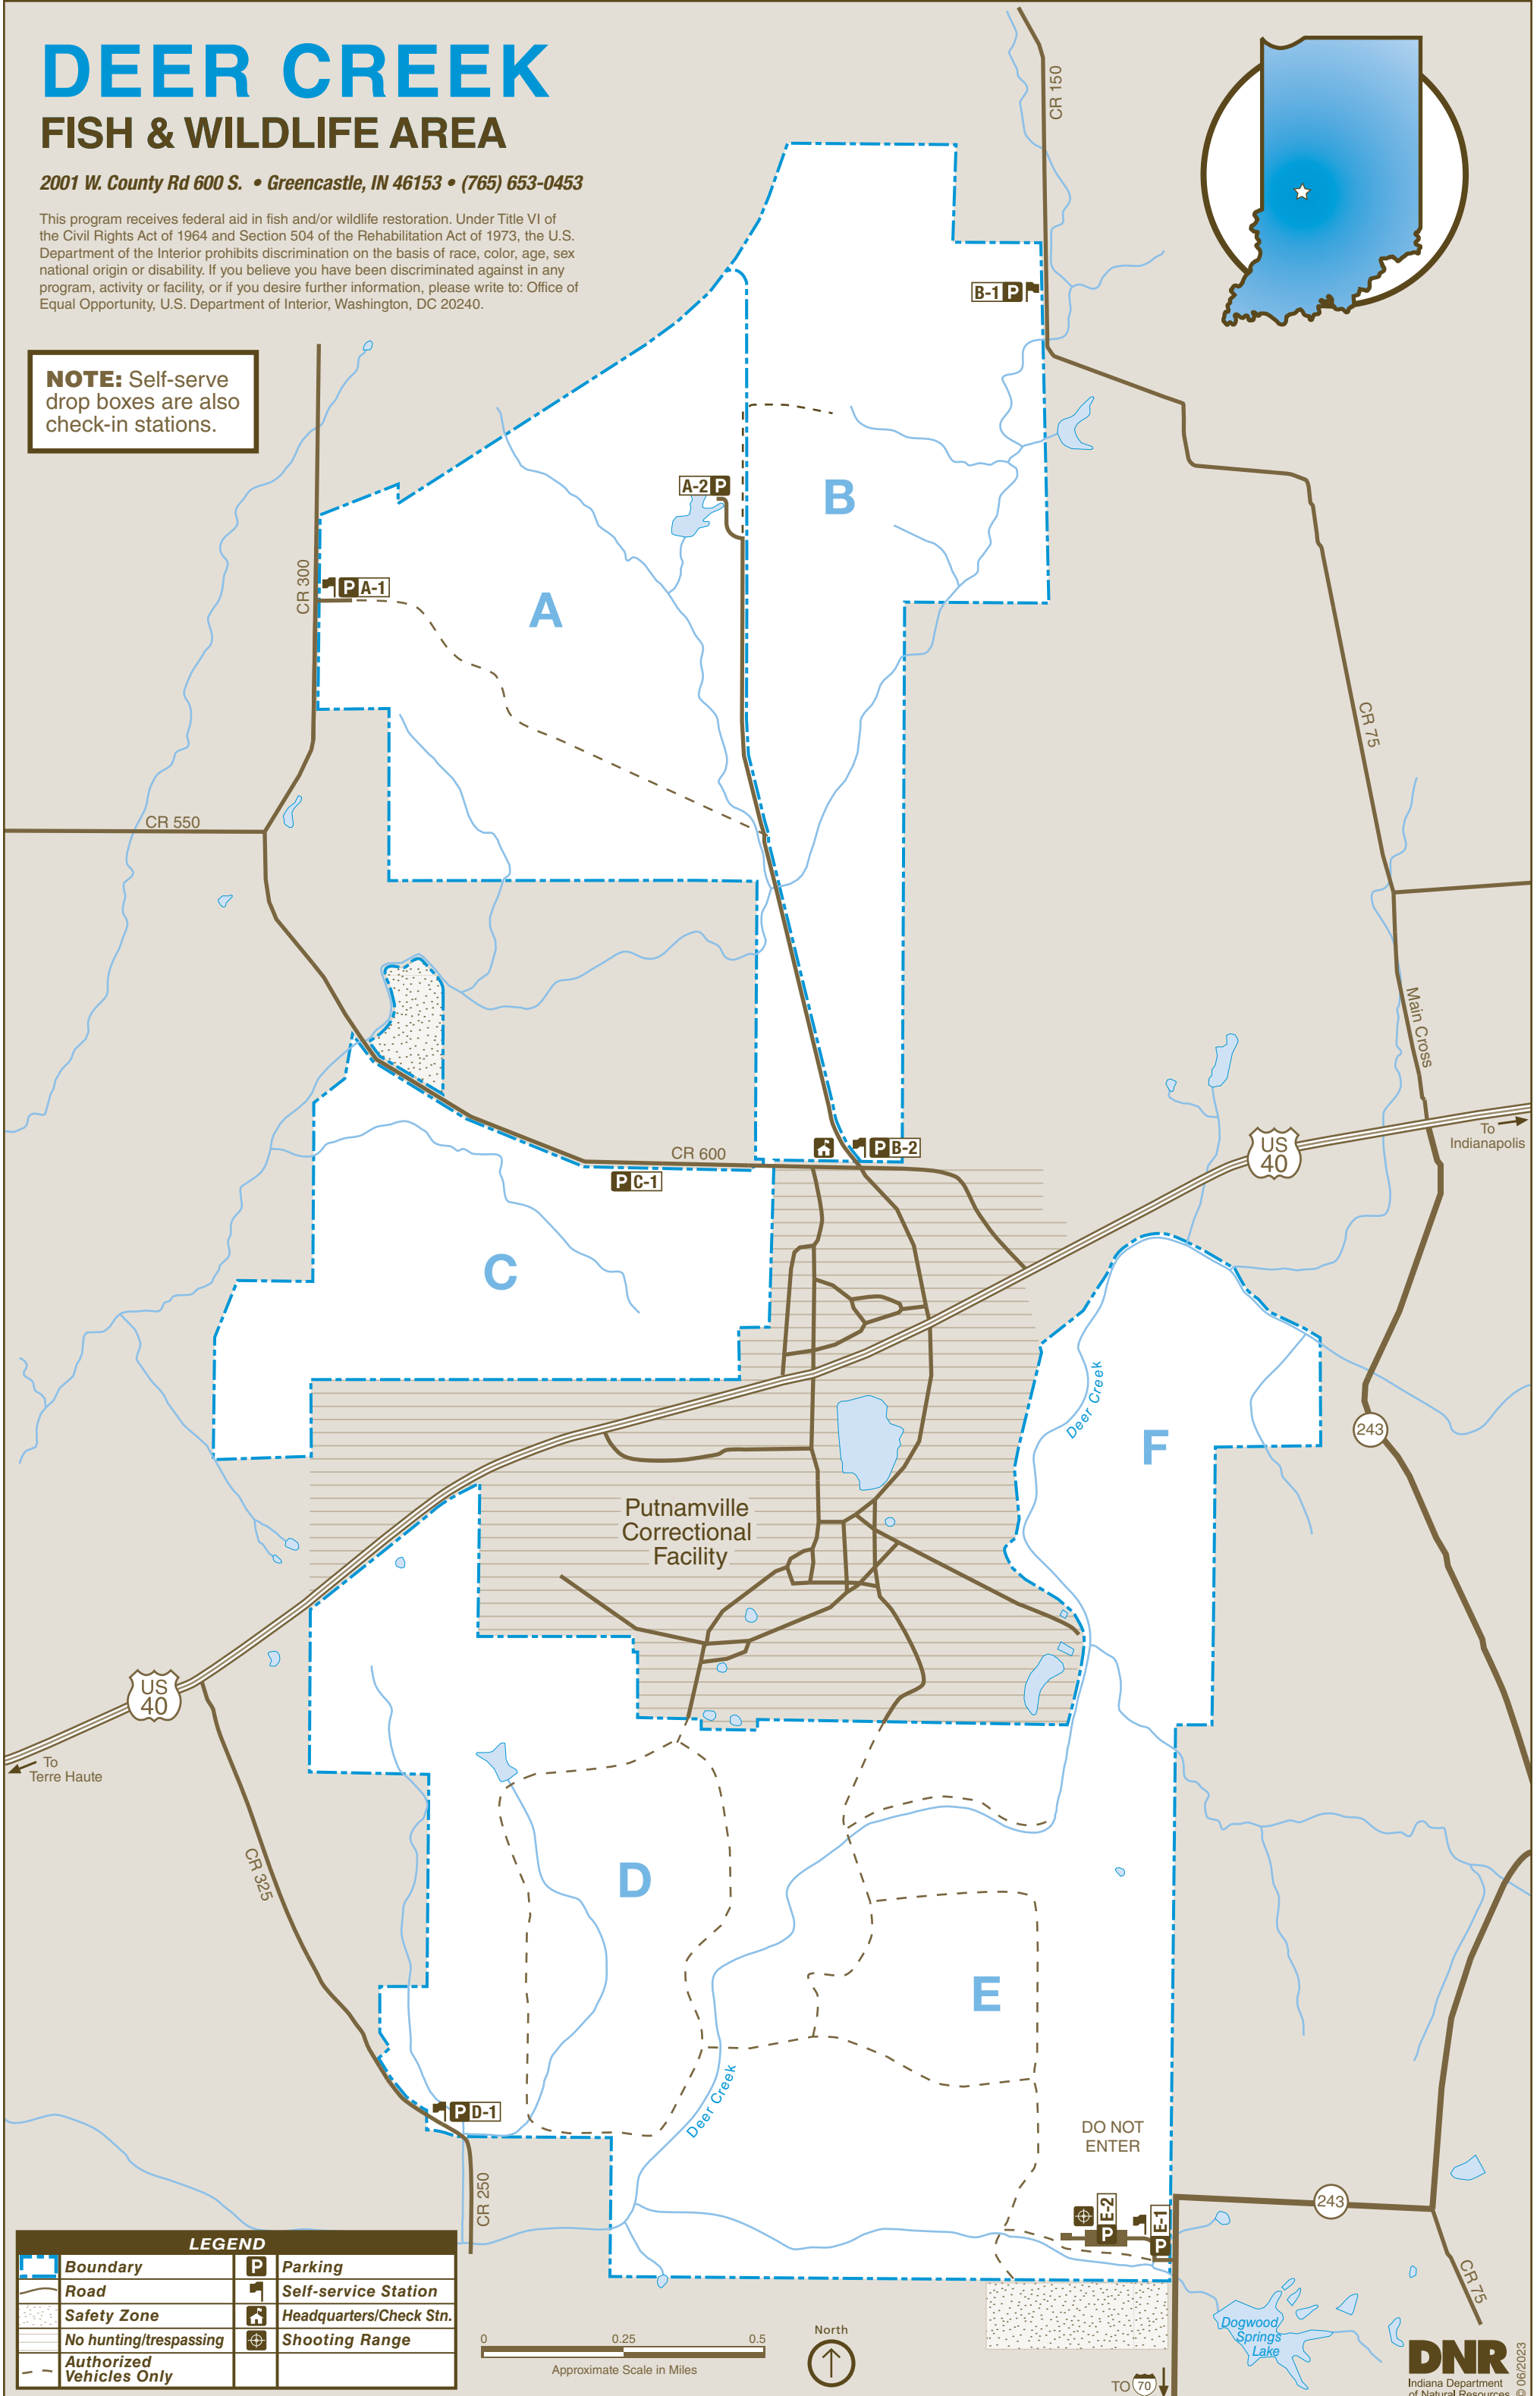 DEER CREEK
FISH & WILDLIFE AREA
2001 W. County Rd 600 S. • Greencastle, IN 46153 • (765) 653-0453
This program receives federal aid in fish and/or wildlife restoration. Under Title VI of
the Civil Rights Act of 1964 and Section 504 of the Rehabilitation Act of 1973, the U.S.
Department of the Interior prohibits discrimination on the basis of race, color, age, sex
national origin or disability. If you believe you have been discriminated against in any
program, activity or facility, or if you desire further information, please write to: Office of
Equal Opportunity, U.S. Department of Interior, Washington, DC 20240.
NOTE: Self-serve
drop boxes are also
check-in stations.
CR 150
B-1 P
A-2 P
B
CR 300
P A-1
A
CR 75
CR 550
Main Cross
To
Indianapolis
US
40
CR 600
P B-2
P C-1
C
Deer Creek
F
243
Putnamville
Correctional
Facility
US
40
To
Terre Haute
CR 325
D
E
P D-1
Deer Creek
DO NOT
ENTER
CR 250
E-2
P
E-1
P
243
CR 75
LEGEND
Boundary
P Parking
Road
Self-service Station
Safety Zone
Headquarters/Check Stn.
No hunting/trespassing
Shooting Range
Authorized
Vehicles Only
0 0.25 0.5
Approximate Scale in Miles
North
Dogwood
Springs
Lake
TO 70
DNR
Indiana Department
of Natural Resources
© 06/2023